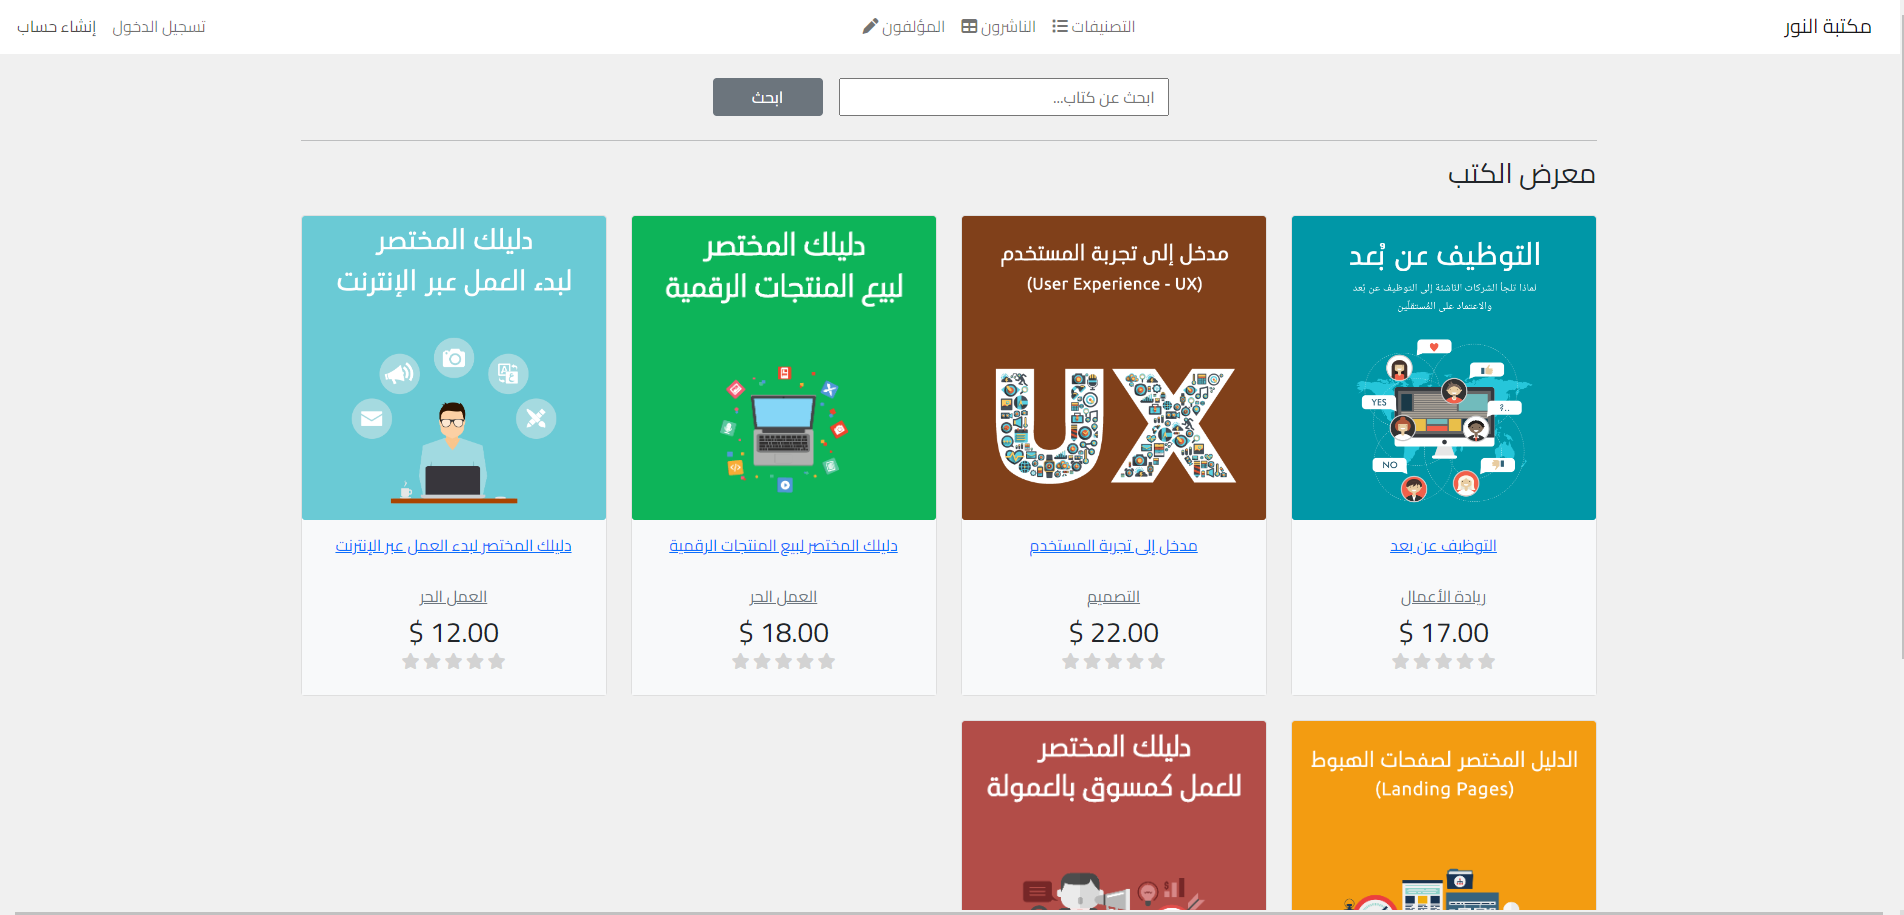 مكتبة النور
التصنيفات
الناشرون
المؤلفون
تسجيل الدخول
إنشاء حساب
ابحث عن كتاب...
ابحث
معرض الكتب
التوظيف عن بُعد
لماذا تلجأ الشركات الناشئة إلى التوظيف عن بُعد
والاعتماد على المُستقلّين
YES
?..
NO
التوظيف عن بعد
ريادة الأعمال
17.00 $
مدخل إلى تجربة المستخدم
(User Experience - UX)
UX
مدخل إلى تجربة المستخدم
التصميم
22.00 $
دليلك المختصر
لبيع المنتجات الرقمية
دليلك المختصر لبيع المنتجات الرقمية
العمل الحر
18.00 $
دليلك المختصر
لبدء العمل عبر الإنترنت
دليلك المختصر لبدء العمل عبر الإنترنت
العمل الحر
12.00 $
الدليل المختصر لصفحات الهبوط
(Landing Pages)
دليلك المختصر
للعمل كمسوق بالعمولة